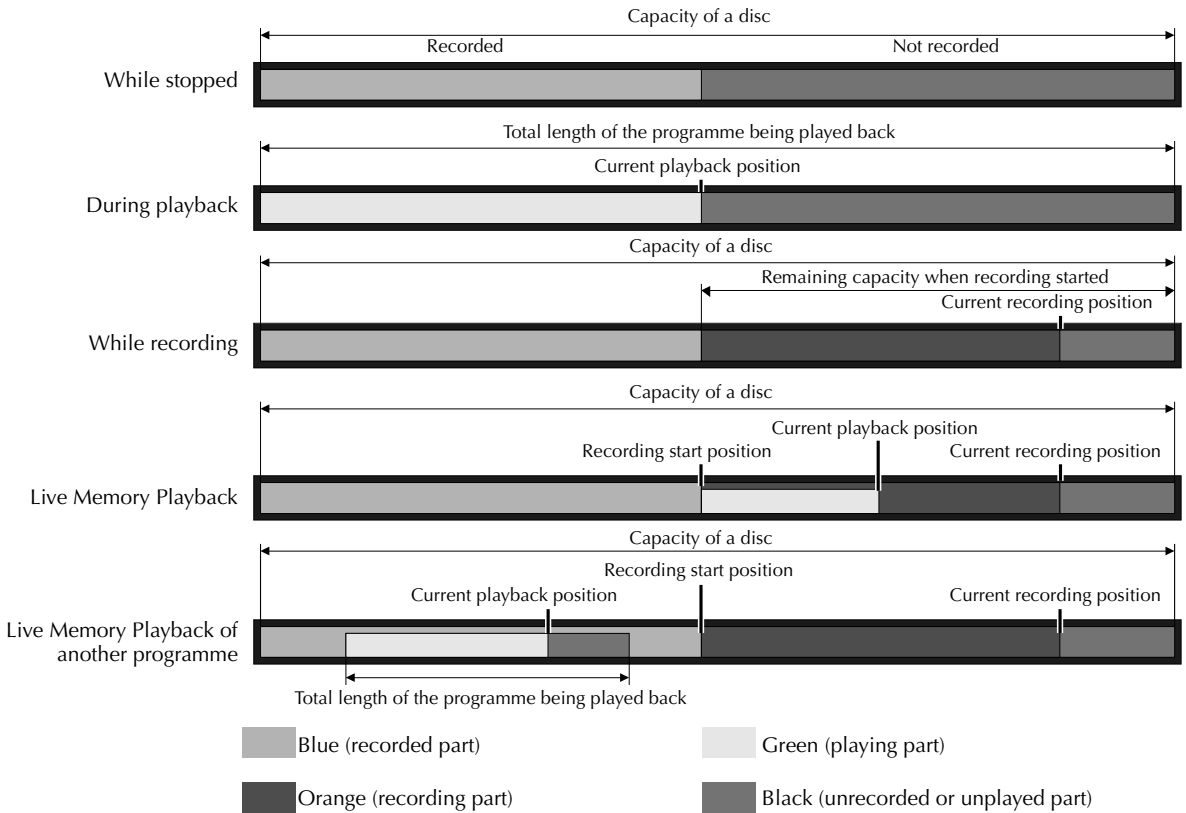 Capacity of a disc
Recorded
Not recorded
While stopped
Total length of the programme being played back
Current playback position
During playback
Capacity of a disc
Remaining capacity when recording started
Current recording position
While recording
Capacity of a disc
Current playback position
Recording start position
Current recording position
Live Memory Playback
Capacity of a disc
Recording start position
Current playback position
Current recording position
Live Memory Playback of
another programme
Total length of the programme being played back
Blue (recorded part)
Green (playing part)
Orange (recording part)
Black (unrecorded or unplayed part)